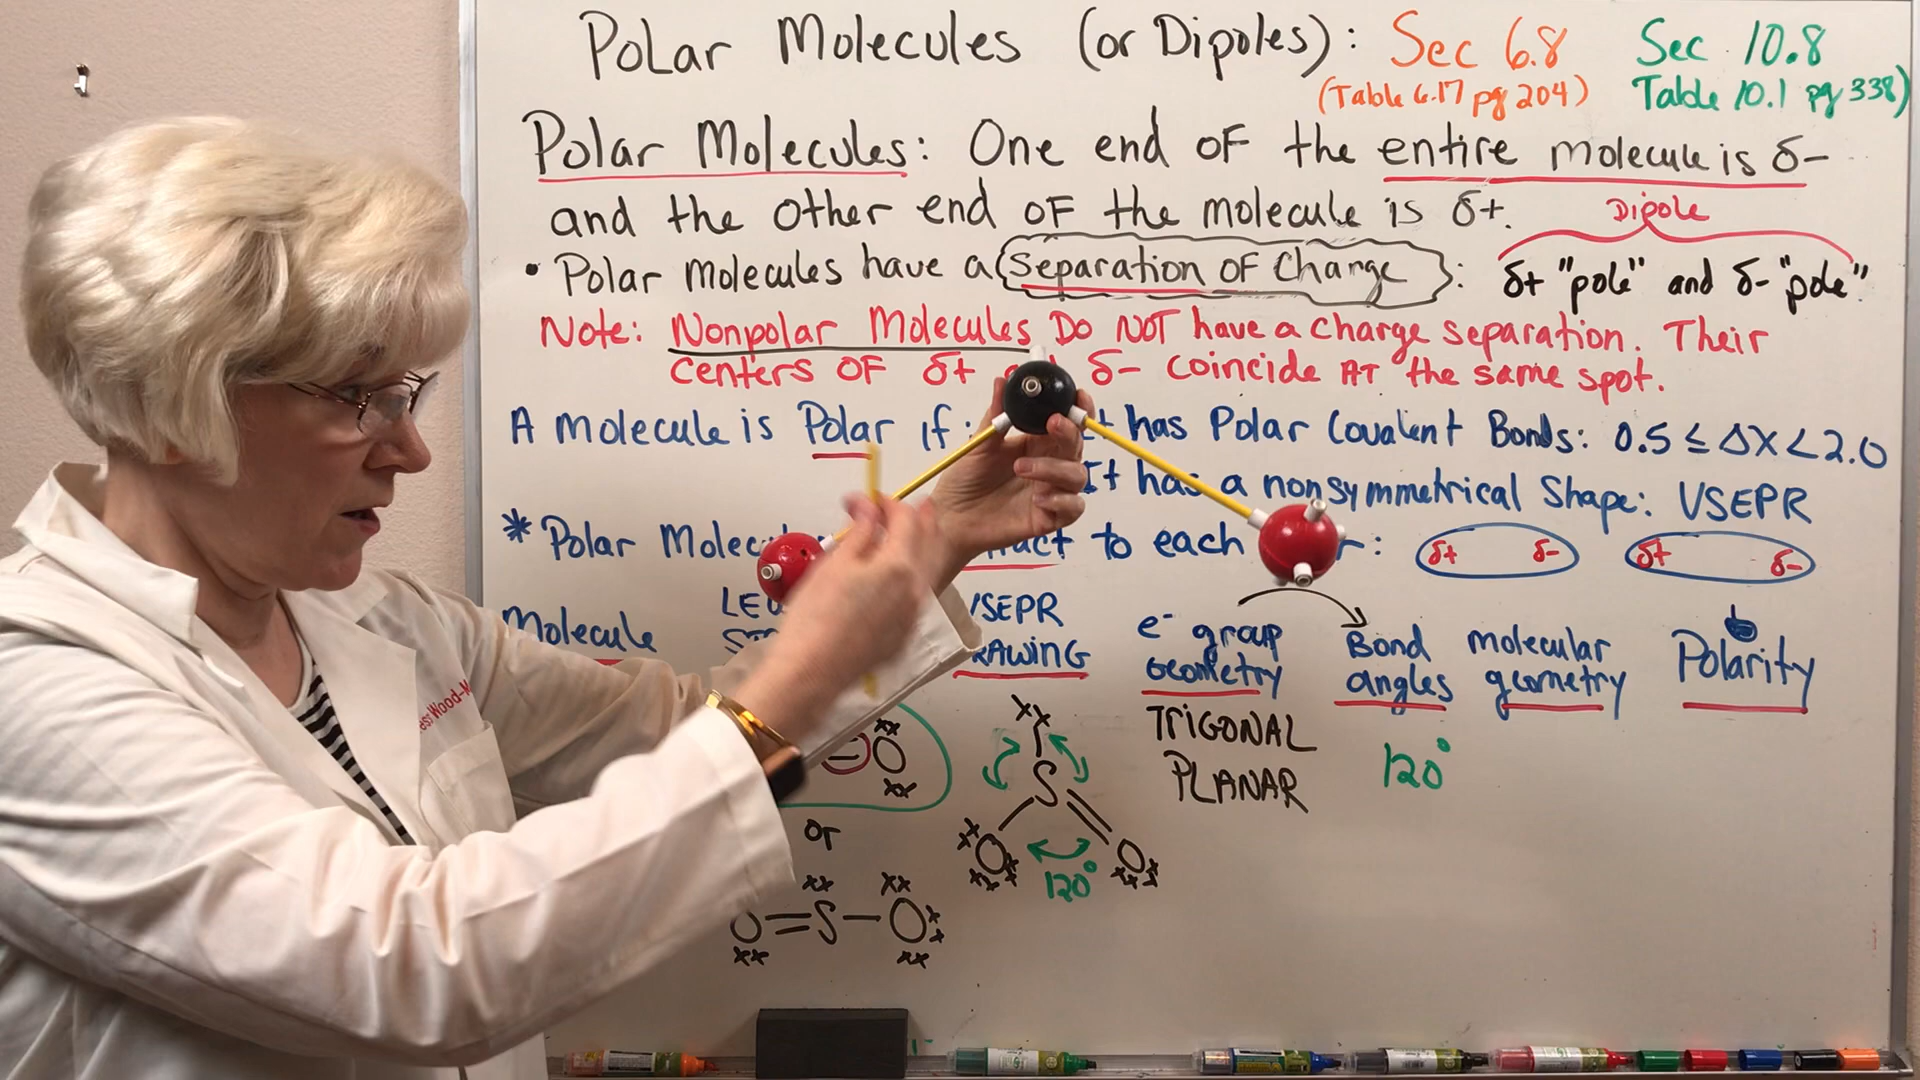 Polar Molecules (or Dipoles): Sec 6.8 Sec 10.8
(Table 6.17 pg 204) Table 10.1 pg 338)
Polar Molecules: One end of the entire molecule is δ-
and the other end of the molecule is δ+. Dipole
• Polar molecules have a separation of charge: δ+ "pole" and δ- "pole".
Note: Nonpolar Molecules Do NOT have a charge separation. Their
centers of δ+ δ- coincide AT the same spot.
A molecule is Polar if: has Polar Covalent Bonds: 0.5 ≤ ΔX < 2.0
It has a nonsymmetrical shape: VSEPR
* Polar to each : δ+ δ- δ+ δ-
Molecule VSEPR e⁻ group Bond molecular Polarity
geometry angles geometry
TRIGONAL 120°
PLANAR
xx
S
O O
120°
O
or
O=S-O